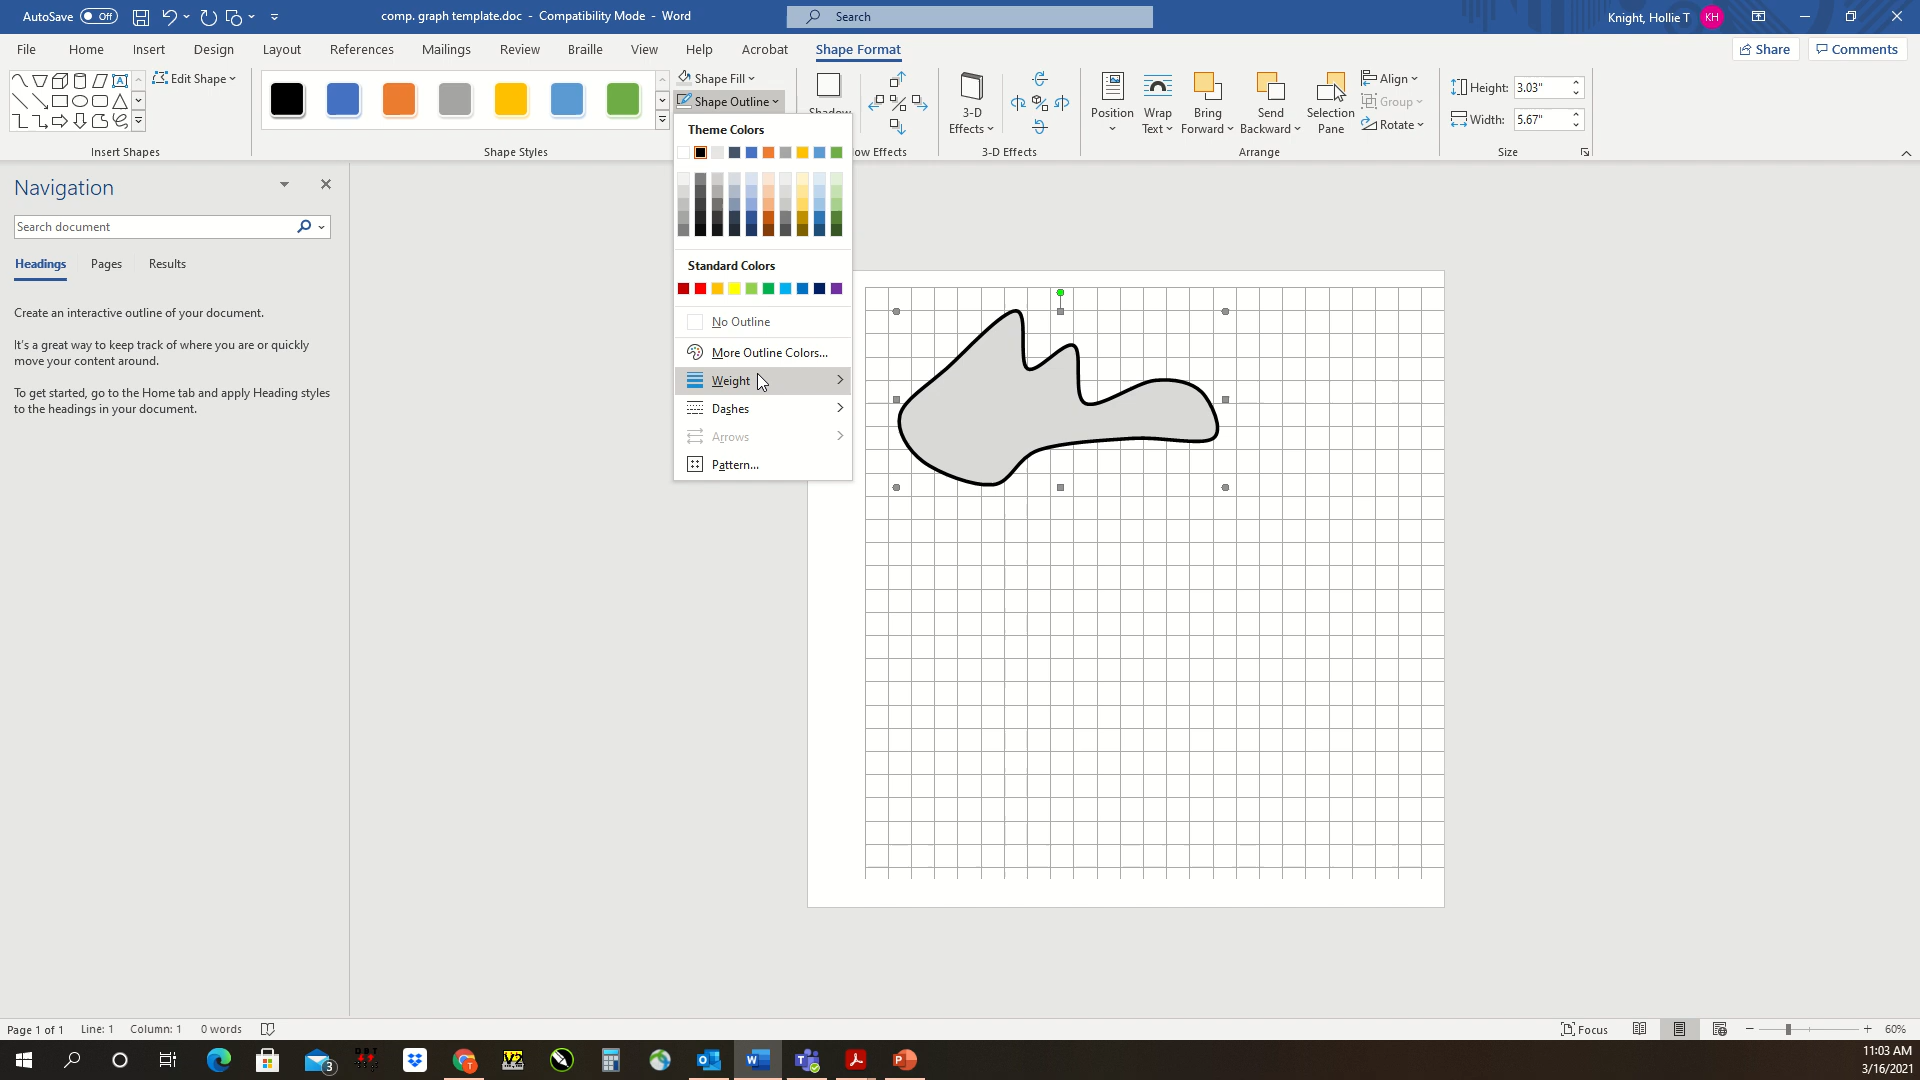 AutoSave Off comp. graph template.doc - Compatibility Mode - Word Search Knight, Hollie T KH
File Home Insert Design Layout References Mailings Review Braille View Help Acrobat Shape Format Share Comments
Edit Shape Shape Fill Align Height: 3.03"
Shape Outline Shadow 3-D Effects Position Wrap Text Bring Forward Send Backward Selection Pane Group Width: 5.67"
Rotate
Insert Shapes Shape Styles ow Effects 3-D Effects Arrange Size
Theme Colors
Standard Colors
No Outline
More Outline Colors...
Weight
Dashes
Arrows
Pattern...
Navigation
Search document
Headings Pages Results
Create an interactive outline of your document.
It's a great way to keep track of where you are or quickly
move your content around.
To get started, go to the Home tab and apply Heading styles
to the headings in your document.
Page 1 of 1 Line: 1 Column: 1 0 words Focus 60%
3
11:03 AM
3/16/2021